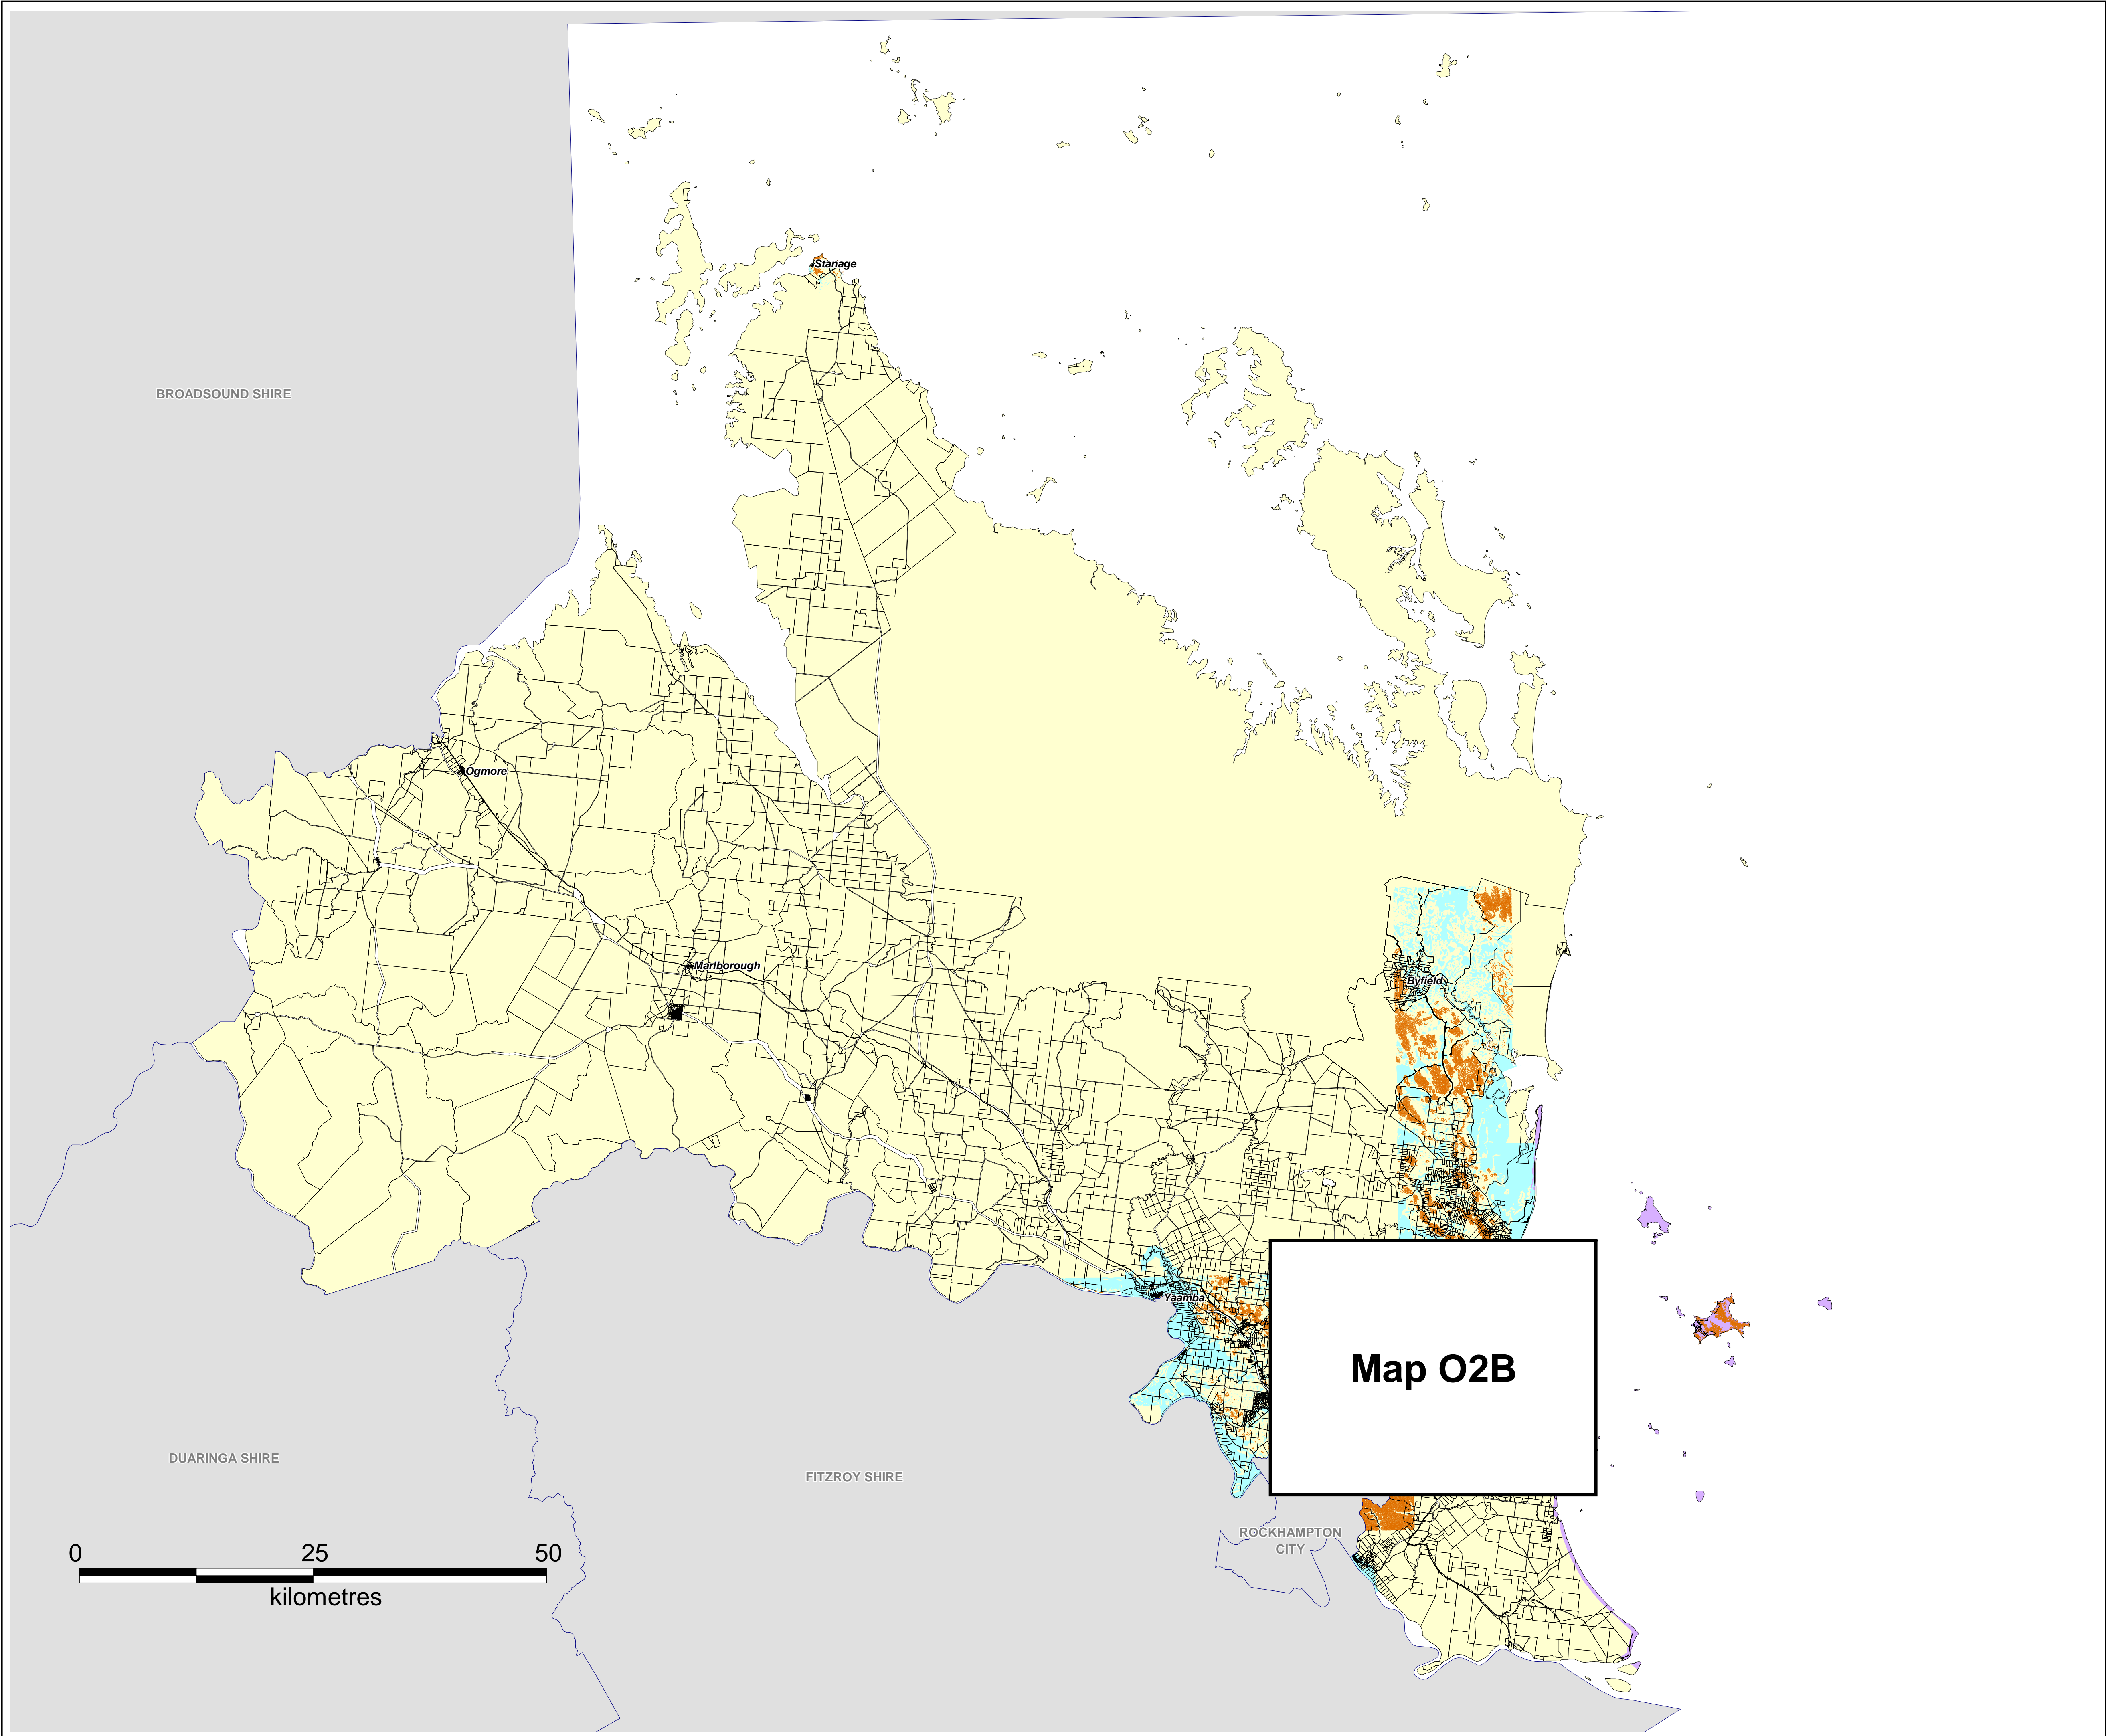 Stanage
BROADSOUND SHIRE
Ogmore
Marlborough
Byfield
Yaamba
Map O2B
DUARINGA SHIRE
FITZROY SHIRE
ROCKHAMPTON
CITY
0 25 50
kilometres